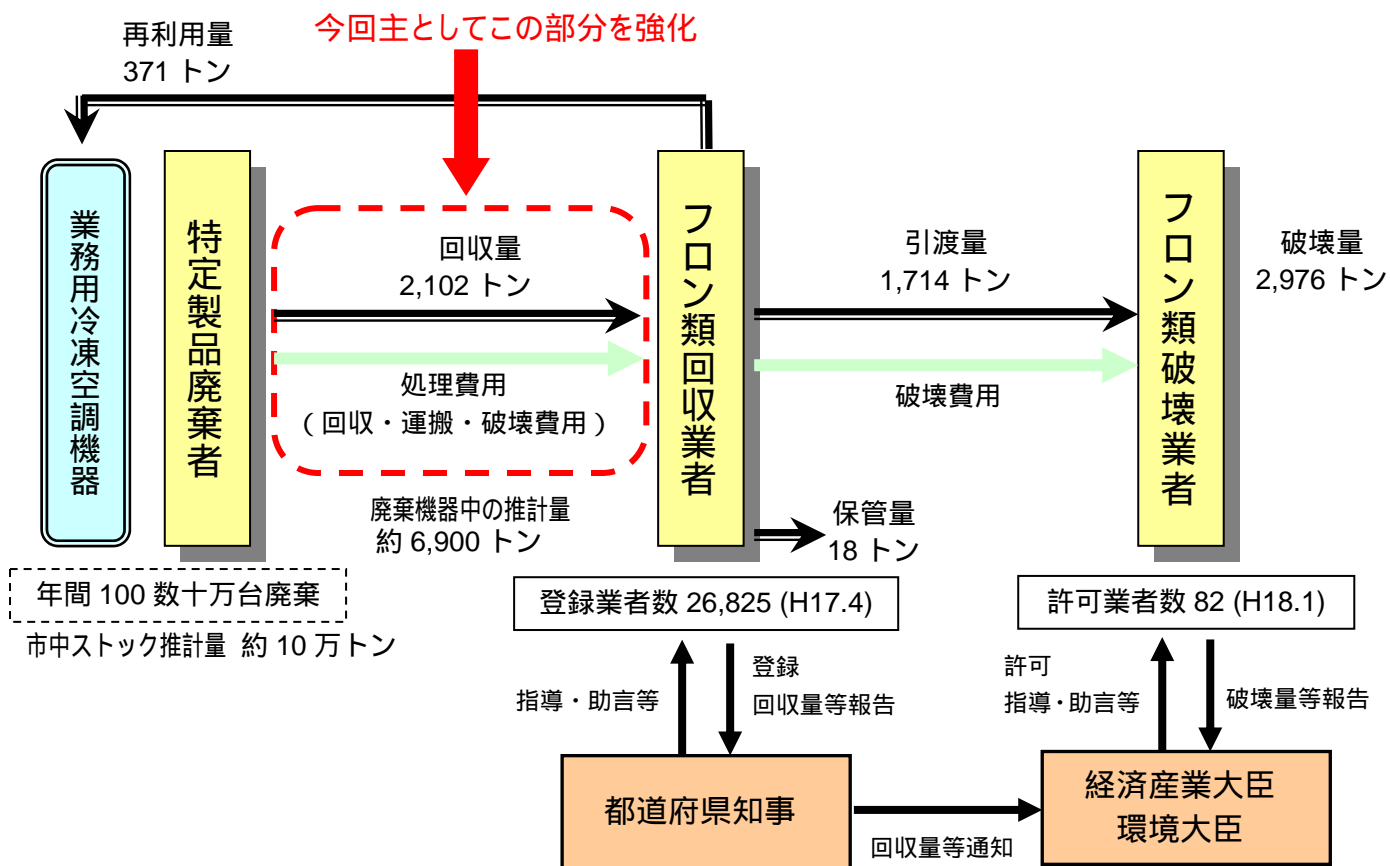 再利用量
371 トン
今回主としてこの部分を強化
業務用冷凍空調機器
特定製品廃棄者
回収量
2,102 トン
処理費用
(回収・運搬・破壊費用)
廃棄機器中の推計量
約 6,900 トン
フロン類回収業者
引渡量
1,714 トン
破壊費用
保管量
18 トン
フロン類破壊業者
破壊量
2,976 トン
年間 100 数十万台廃棄
市中ストック推計量 約 10 万トン
登録業者数 26,825 (H17.4)
許可業者数 82 (H18.1)
指導・助言等
登録
回収量等報告
許可
指導・助言等
破壊量等報告
都道府県知事
回収量等通知
経済産業大臣
環境大臣